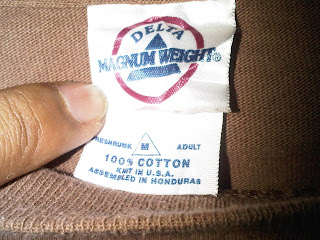 DELTA
MAGNUM WEIGHT®
PRESHRUNK M ADULT
100% COTTON
KNIT IN U.S.A.
ASSEMBLED IN HONDURAS